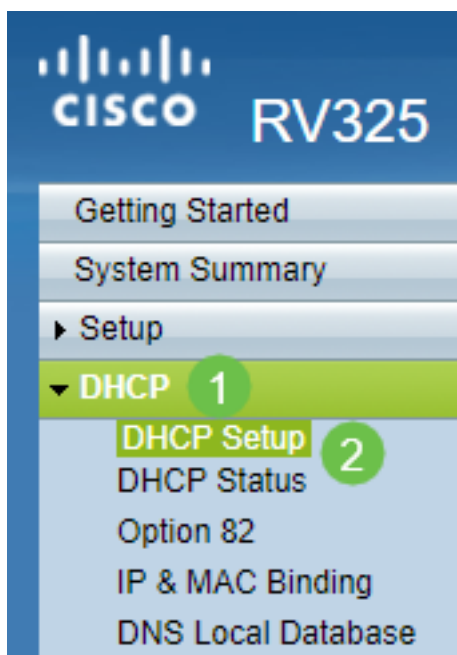 CISCO RV325
Getting Started
System Summary
Setup
DHCP 1
DHCP Setup 2
DHCP Status
Option 82
IP & MAC Binding
DNS Local Database